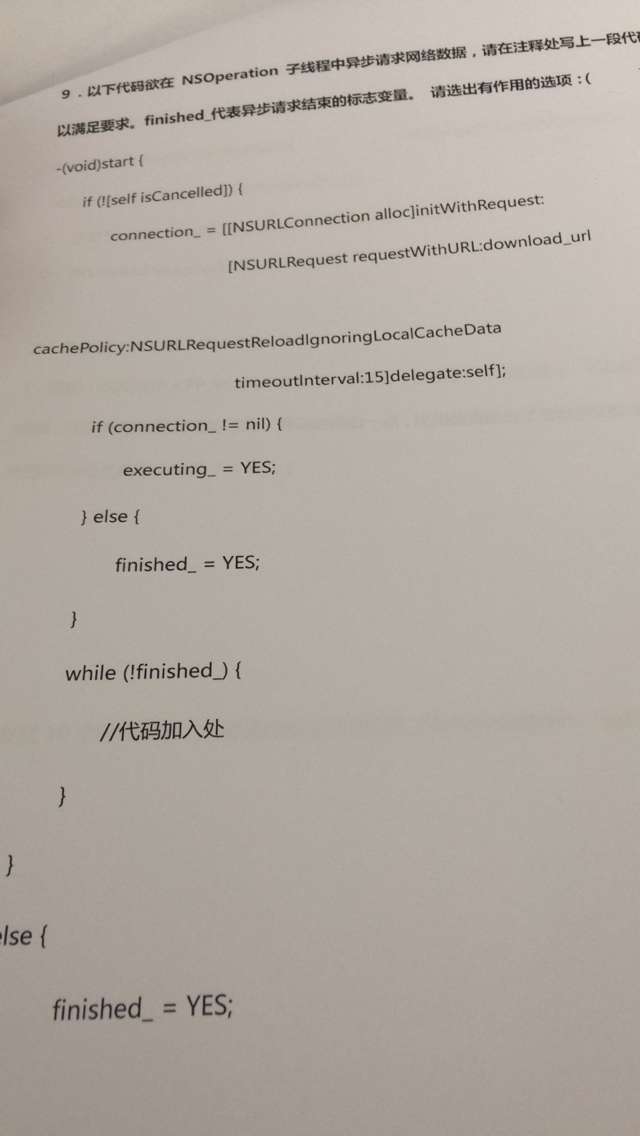 9．以下代码欲在 NSOperation 子线程中异步请求网络数据，请在注释处写上一段代码
以满足要求。finished_代表异步请求结束的标志变量。 请选出有作用的选项：(
-(void)start {
if (![self isCancelled]) {
connection_ = [[NSURLConnection alloc]initWithRequest:
[NSURLRequest requestWithURL:download_url
cachePolicy:NSURLRequestReloadIgnoringLocalCacheData
timeoutInterval:15]delegate:self];
if (connection_ != nil) {
executing_ = YES;
} else {
finished_ = YES;
}
while (!finished_) {
//代码加入处
}
}
else {
finished_ = YES;